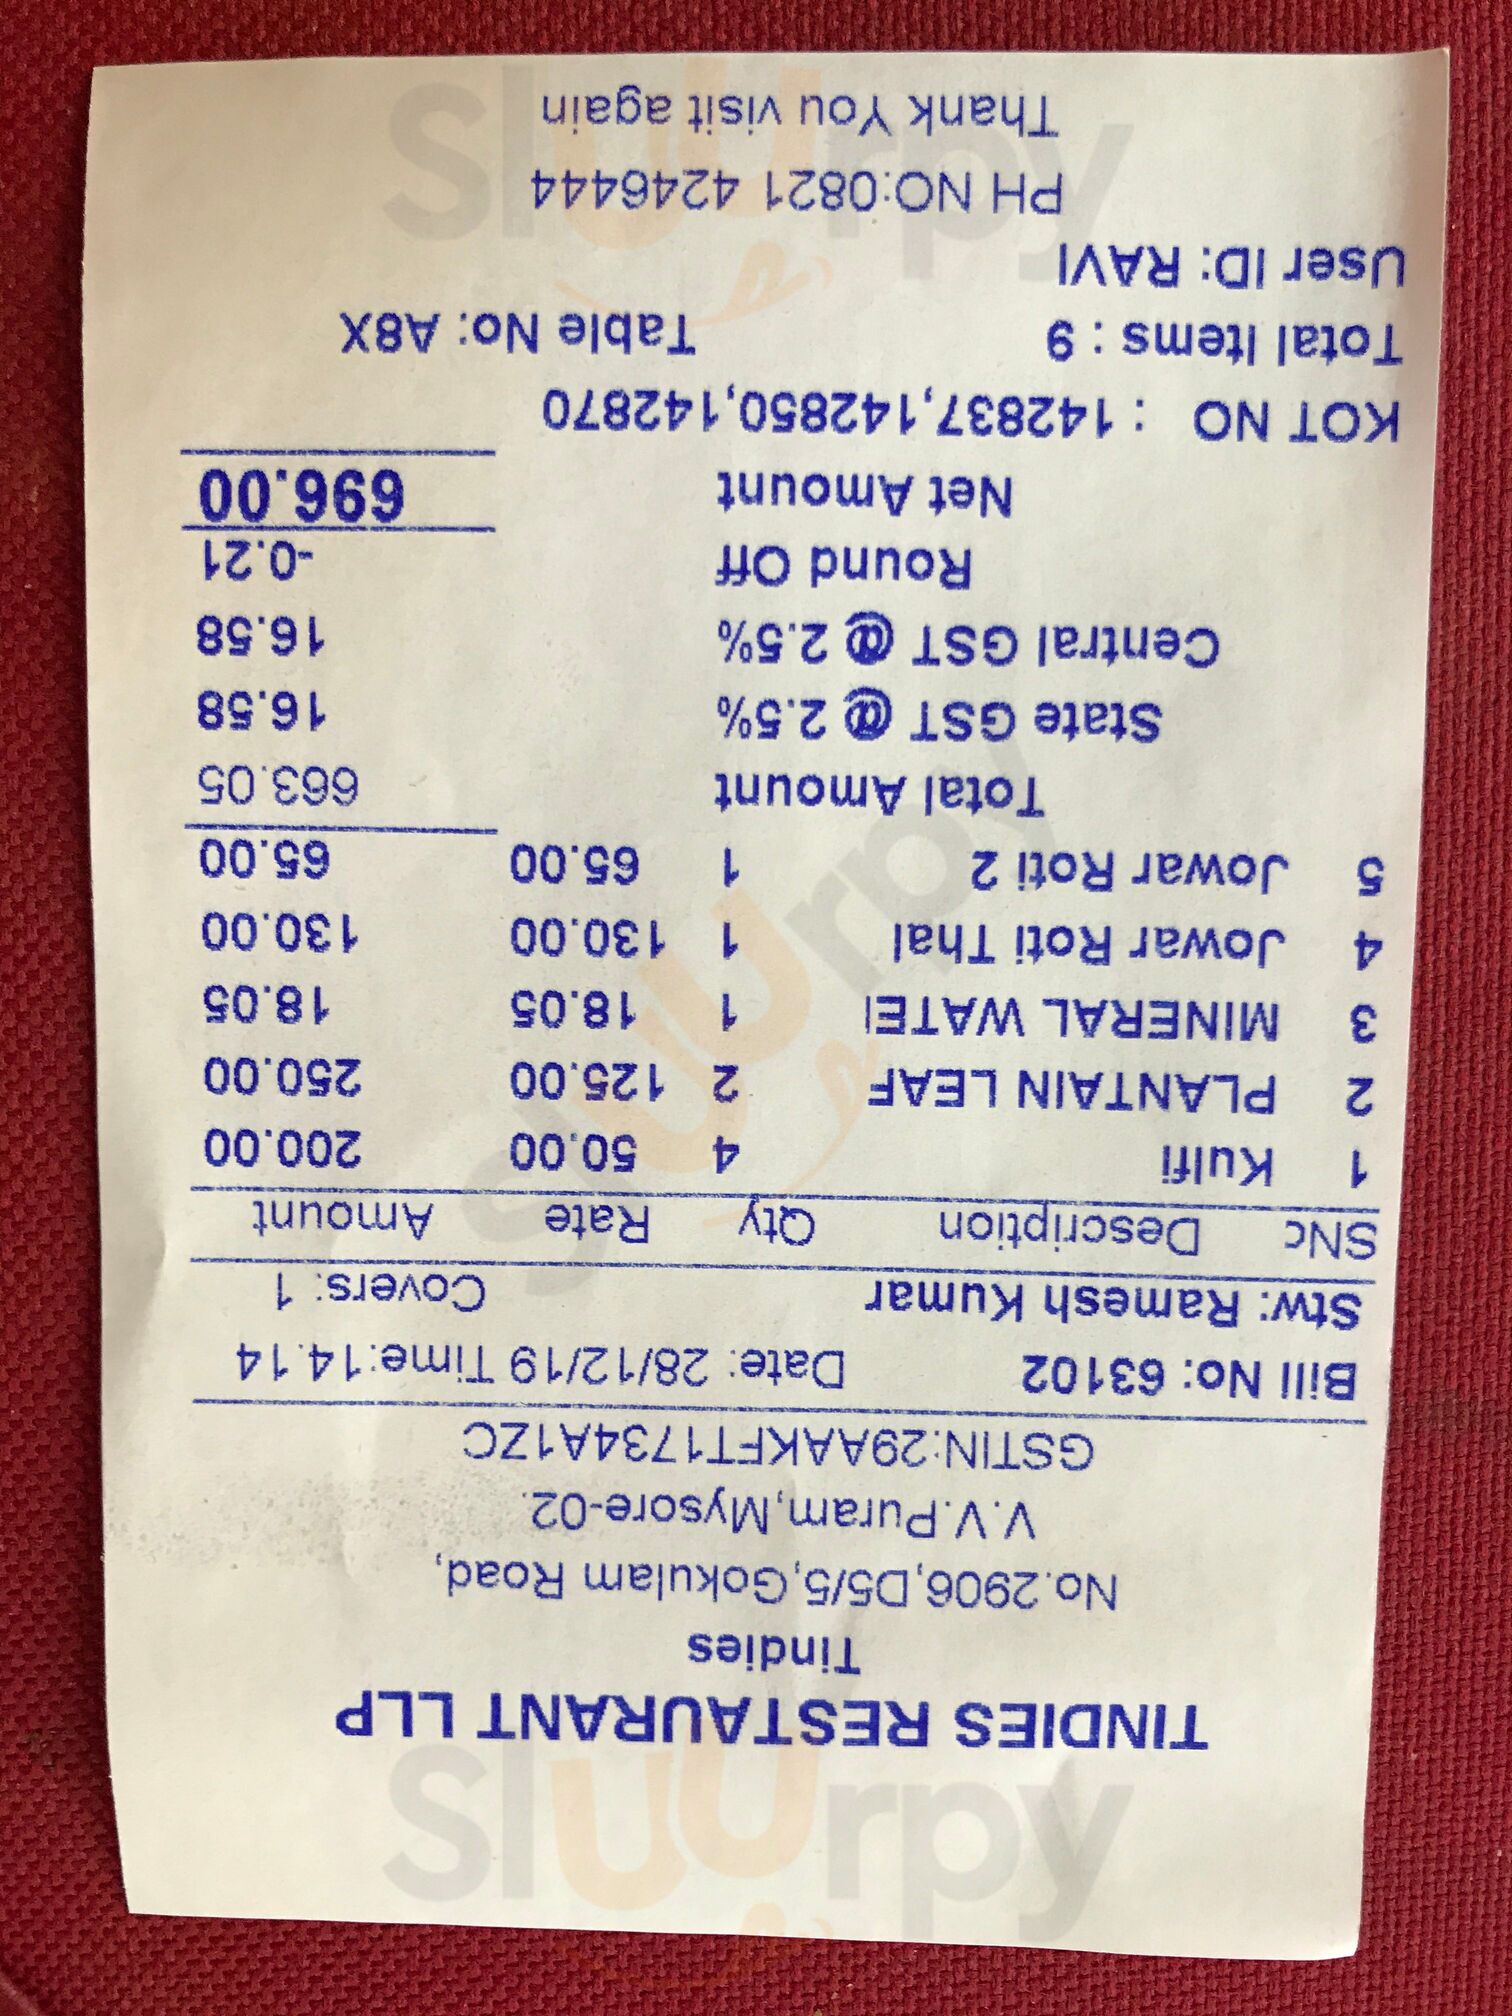 TINDIES RESTAURANT LLP
Tindies
No.2906,D5/5,Gokulam Road,
V.V.Puram,Mysore-02.
GSTIN:29AAKFT1734A1ZC
Bill No: 63102 Date: 28/12/19 Time:14.14
Stw: Ramesh Kumar Covers: 1
SNo Description Qty Rate Amount
1 Kulfi 4 50.00 200.00
2 PLANTAIN LEAF 2 125.00 250.00
3 MINERAL WATER 1 18.05 18.05
4 Jowar Roti Thal 1 130.00 130.00
5 Jowar Roti 2 1 65.00 65.00
Total Amount 663.05
State GST @ 2.5% 16.58
Central GST @ 2.5% 16.58
Round Off -0.21
Net Amount 696.00
KOT NO : 142837,142850,142870
Total Items : 9 Table No: A8X
User ID: RAVI
PH NO:0821 4246444
Thank You visit again
Sluurpy
Sluurpy
Sluurpy